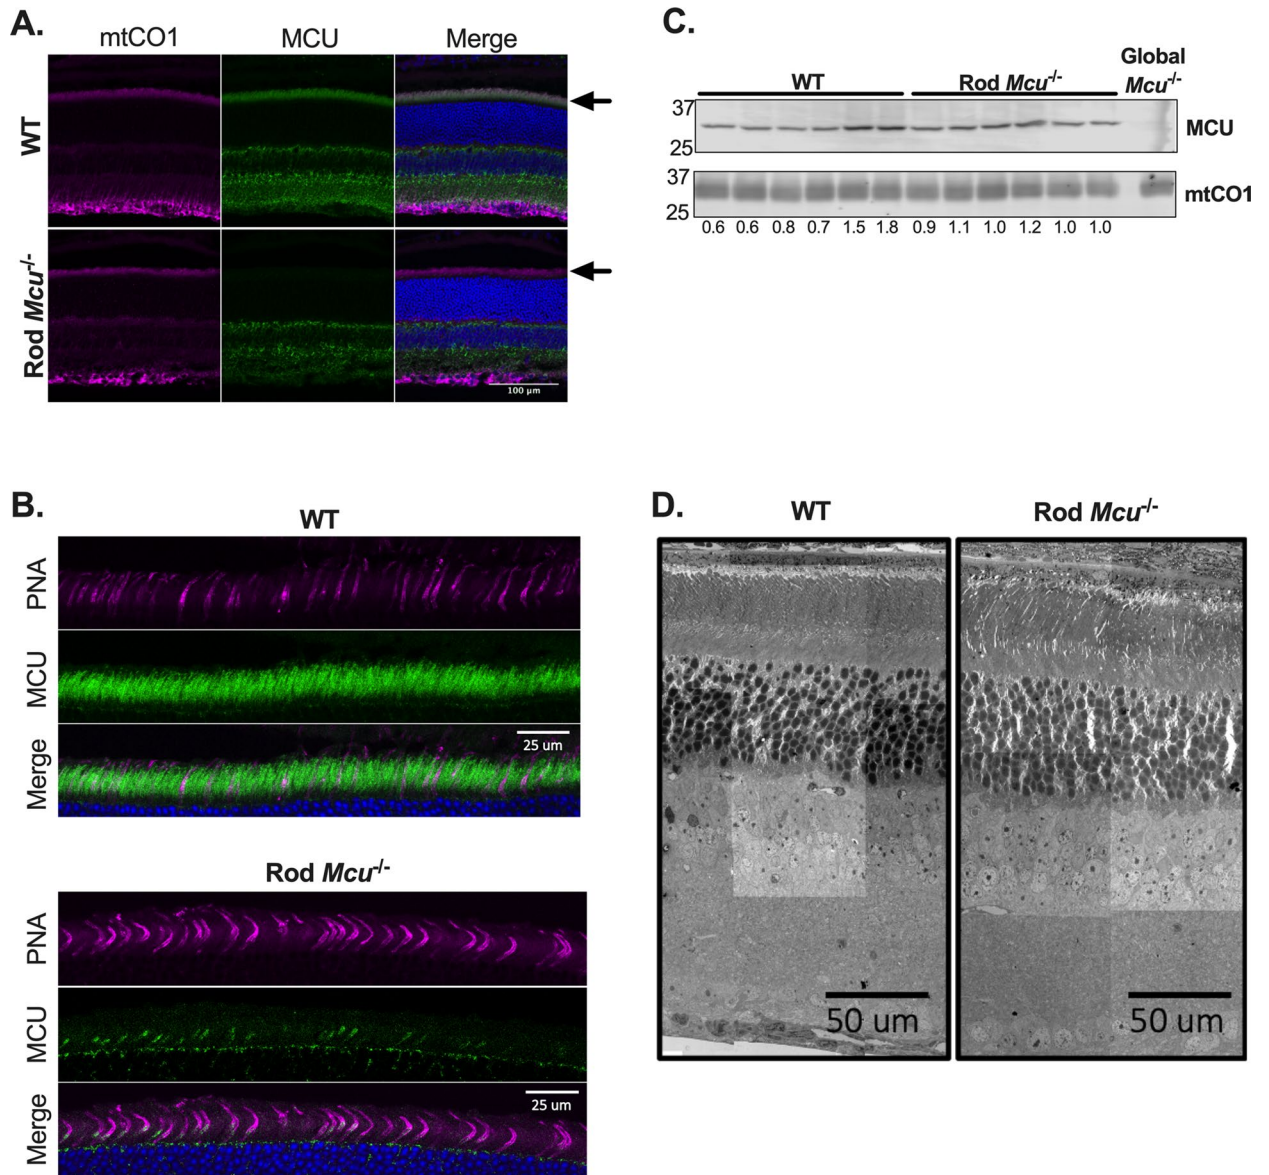 A.
mtCO1 MCU Merge
WT
Rod Mcu-/-
100 µm
B.
WT
PNA
MCU
Merge
25 um
Rod Mcu-/-
PNA
MCU
Merge
25 um
C.
WT Rod Mcu-/- Global Mcu-/-
37
25
MCU
37
25
mtCO1
0.6 0.6 0.8 0.7 1.5 1.8 0.9 1.1 1.0 1.2 1.0 1.0
D.
WT Rod Mcu-/-
50 um 50 um